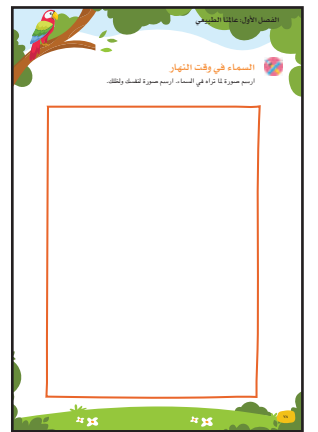 الفصل الأول: عالمنا الطبيعي
السماء في وقت النهار
ارسم صورة لما تراه في السماء. ارسم صورة لنفسك ولظلك.